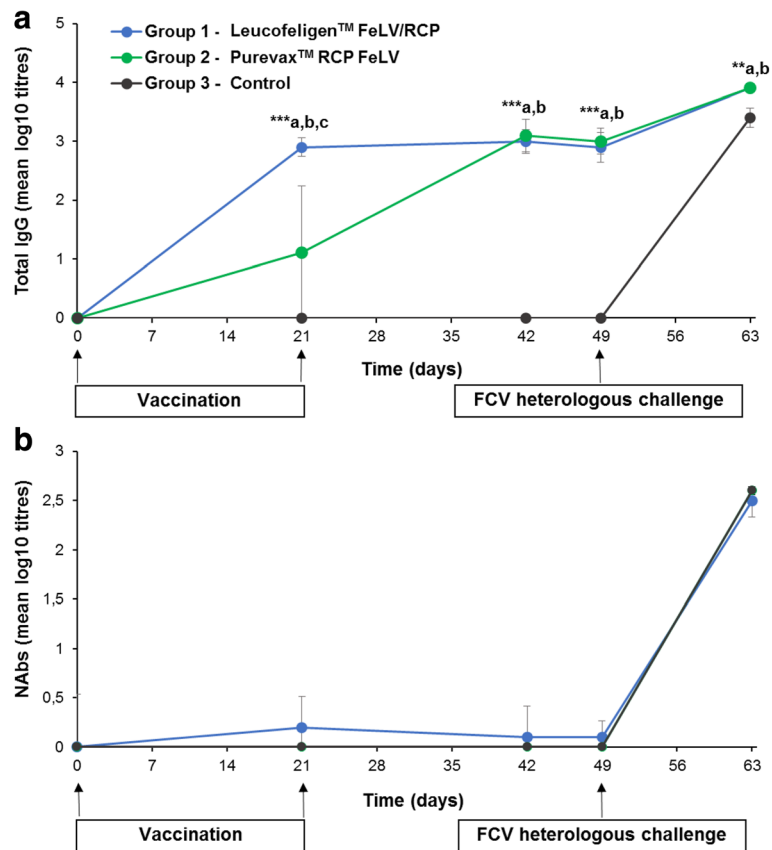 a
Group 1 - Leucofeligen™ FeLV/RCP
Group 2 - Purevax™ RCP FeLV
Group 3 - Control
Total IgG (mean log10 titres)
5
4
3
2
1
0
***a,b,c
***a,b
***a,b
**a,b
0 7 14 21 28 35 42 49 56 63
Time (days)
Vaccination
FCV heterologous challenge
b
NAbs (mean log10 titres)
3
2,5
2
1,5
1
0,5
0
0 7 14 21 28 35 42 49 56 63
Time (days)
Vaccination
FCV heterologous challenge